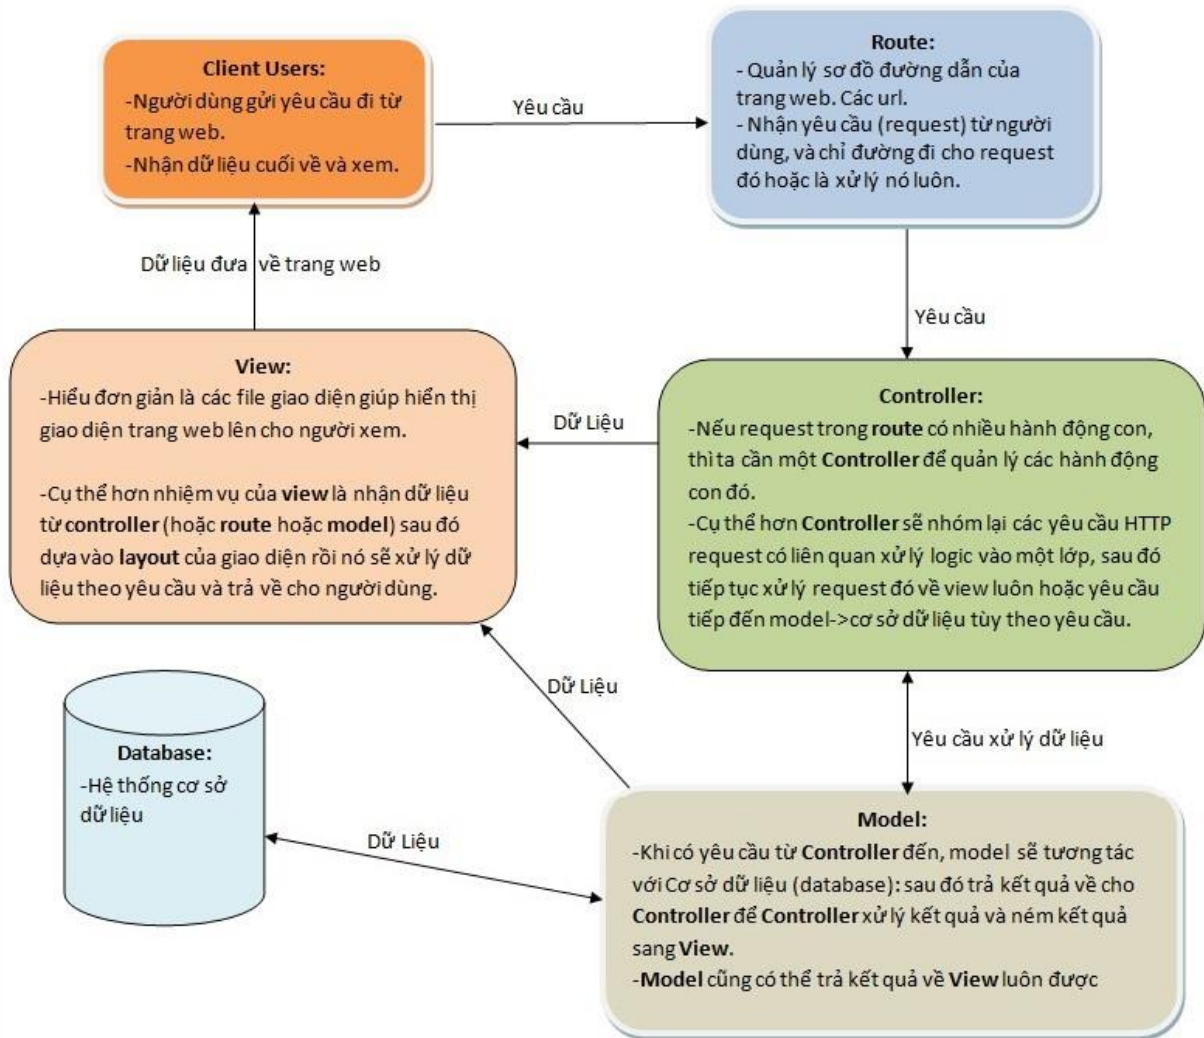 Client Users:
-Người dùng gửi yêu cầu đi từ
trang web.
-Nhận dữ liệu cuối về và xem.
Yêu cầu
Route:
- Quản lý sơ đồ đường dẫn của
trang web. Các url.
- Nhận yêu cầu (request) từ người
dùng, và chỉ đường đi cho request
đó hoặc là xử lý nó luôn.
Dữ liệu đưa về trang web
Yêu cầu
View:
-Hiểu đơn giản là các file giao diện giúp hiển thị
giao diện trang web lên cho người xem.
-Cụ thể hơn nhiệm vụ của view là nhận dữ liệu
từ controller (hoặc route hoặc model) sau đó
dựa vào layout của giao diện rồi nó sẽ xử lý dữ
liệu theo yêu cầu và trả về cho người dùng.
Dữ Liệu
Controller:
-Nếu request trong route có nhiều hành động con,
thì ta cần một Controller để quản lý các hành động
con đó.
-Cụ thể hơn Controller sẽ nhóm lại các yêu cầu HTTP
request có liên quan xử lý logic vào một lớp, sau đó
tiếp tục xử lý request đó về view luôn hoặc yêu cầu
tiếp đến model->cơ sở dữ liệu tùy theo yêu cầu.
Dữ Liệu
Yêu cầu xử lý dữ liệu
Database:
-Hệ thống cơ sở
dữ liệu
Dữ Liệu
Model:
-Khi có yêu cầu từ Controller đến, model sẽ tương tác
với Cơ sở dữ liệu (database): sau đó trả kết quả về cho
Controller để Controller xử lý kết quả và ném kết quả
sang View.
-Model cũng có thể trả kết quả về View luôn được